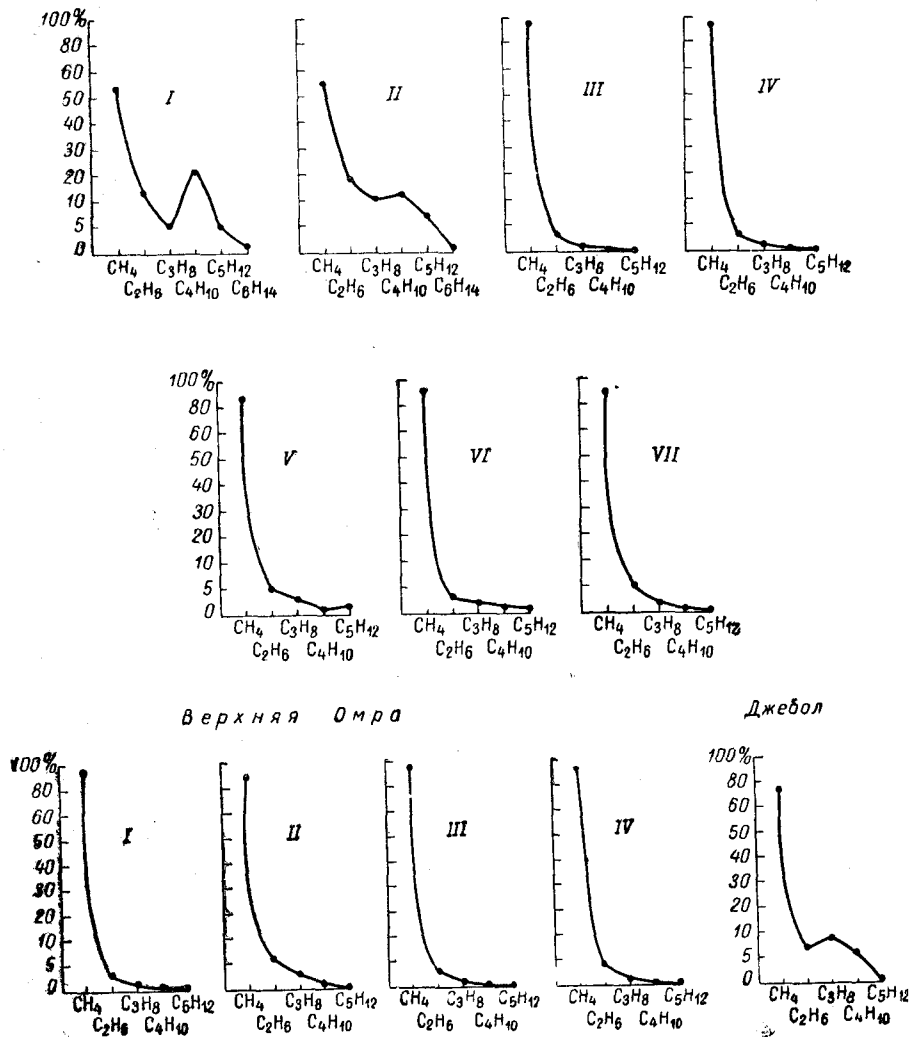 100%
80
60
50
40
30
20
10
5
0
I
CH₄ C₃H₈ C₅H₁₂
C₂H₆ C₄H₁₀ C₆H₁₄
II
CH₄ C₃H₈ C₅H₁₂
C₂H₆ C₄H₁₀ C₆H₁₄
III
CH₄ C₃H₈ C₅H₁₂
C₂H₆ C₄H₁₀
IV
CH₄ C₃H₈ C₅H₁₂
C₂H₆ C₄H₁₀
100%
80
60
50
40
30
20
10
5
0
V
CH₄ C₃H₈ C₅H₁₂
C₂H₆ C₄H₁₀
VI
CH₄ C₃H₈ C₅H₁₂
C₂H₆ C₄H₁₀
VII
CH₄ C₃H₈ C₅H₁₂
C₂H₆ C₄H₁₀
Верхняя Омра
100%
80
60
50
40
30
20
10
5
0
I
CH₄ C₃H₈ C₅H₁₂
C₂H₆ C₄H₁₀
II
CH₄ C₃H₈ C₅H₁₂
C₂H₆ C₄H₁₀
III
CH₄ C₃H₈ C₅H₁₂
C₂H₆ C₄H₁₀
IV
CH₄ C₃H₈ C₅H₁₂
C₂H₆ C₄H₁₀
Джебол
100%
80
60
50
40
30
20
10
5
0
CH₄ C₃H₈ C₅H₁₂
C₂H₆ C₄H₁₀